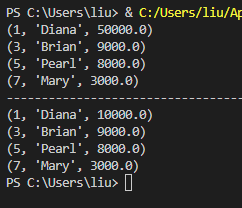 PS C:\Users\liu> & C:/Users/liu/Ap
(1, 'Diana', 50000.0)
(3, 'Brian', 9000.0)
(5, 'Pearl', 8000.0)
(7, 'Mary', 3000.0)
----------------------------------
(1, 'Diana', 10000.0)
(3, 'Brian', 9000.0)
(5, 'Pearl', 8000.0)
(7, 'Mary', 3000.0)
PS C:\Users\liu>